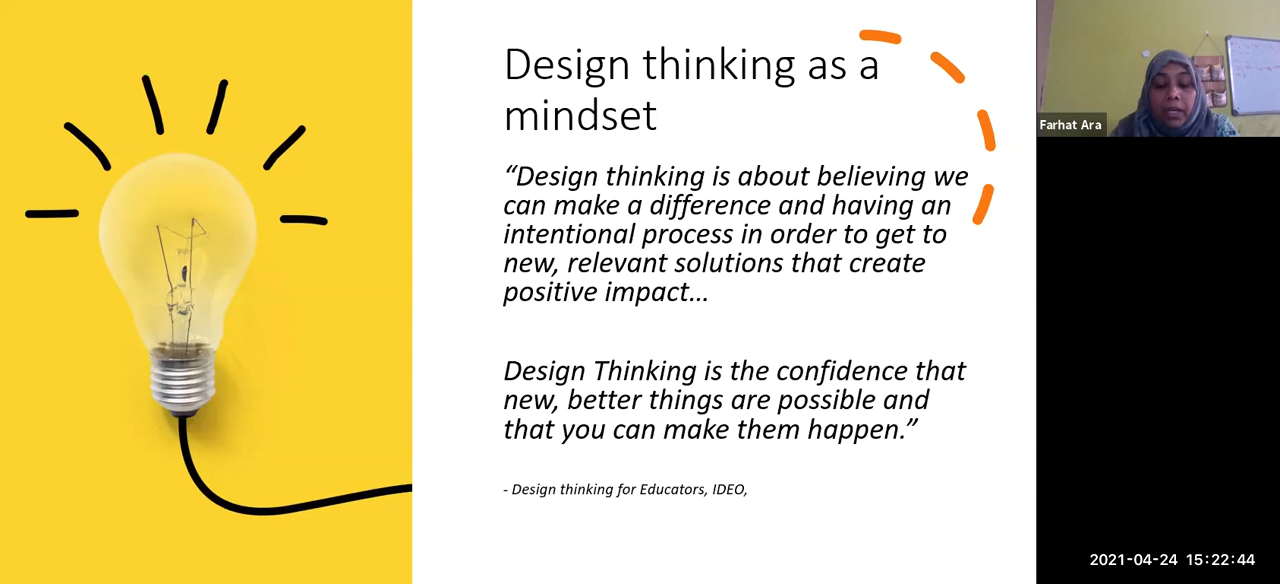 Design thinking as a
mindset
“Design thinking is about believing we
can make a difference and having an
intentional process in order to get to
new, relevant solutions that create
positive impact…
Design Thinking is the confidence that
new, better things are possible and
that you can make them happen.”
- Design thinking for Educators, IDEO,
Farhat Ara
2021-04-24 15:22:44